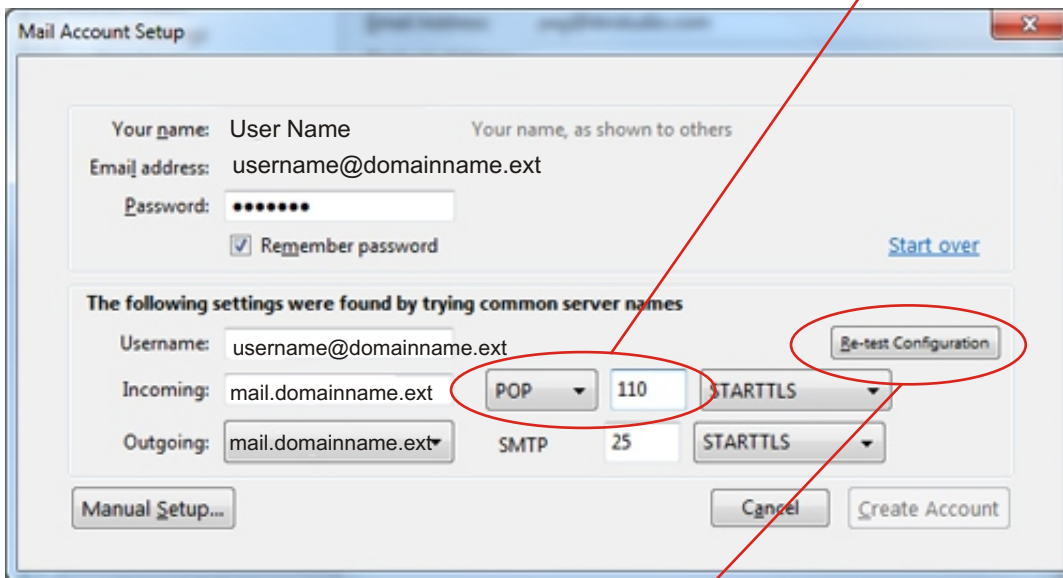 Mail Account Setup
Your name: User Name Your name, as shown to others
Email address: username@domainname.ext
Password: •••••••
Remember password Start over
The following settings were found by trying common server names
Username: username@domainname.ext Re-test Configuration
Incoming: mail.domainname.ext POP 110 STARTTLS
Outgoing: mail.domainname.ext SMTP 25 STARTTLS
Manual Setup... Cancel Create Account